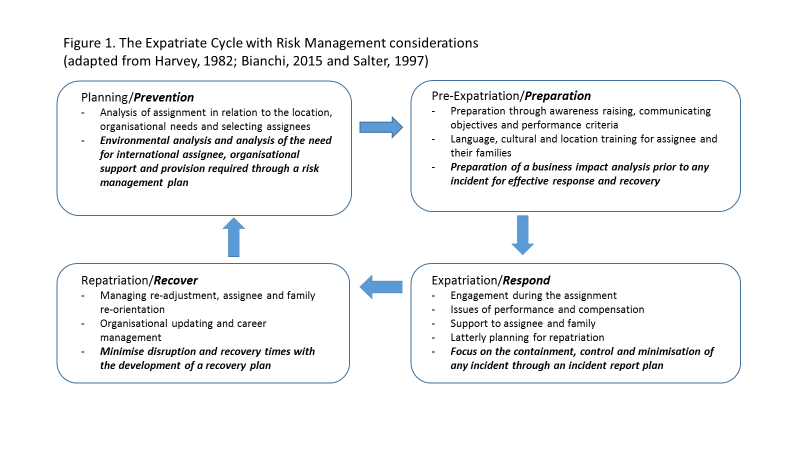 Figure 1. The Expatriate Cycle with Risk Management considerations
(adapted from Harvey, 1982; Bianchi, 2015 and Salter, 1997)
Planning/Prevention
- Analysis of assignment in relation to the location,
organisational needs and selecting assignees
- Environmental analysis and analysis of the need
for international assignee, organisational
support and provision required through a risk
management plan
Pre-Expatriation/Preparation
- Preparation through awareness raising, communicating
objectives and performance criteria
- Language, cultural and location training for assignee and
their families
- Preparation of a business impact analysis prior to any
incident for effective response and recovery
Repatriation/Recover
- Managing re-adjustment, assignee and family
re-orientation
- Organisational updating and career
management
- Minimise disruption and recovery times with
the development of a recovery plan
Expatriation/Respond
- Engagement during the assignment
- Issues of performance and compensation
- Support to assignee and family
- Latterly planning for repatriation
- Focus on the containment, control and minimisation of
any incident through an incident report plan